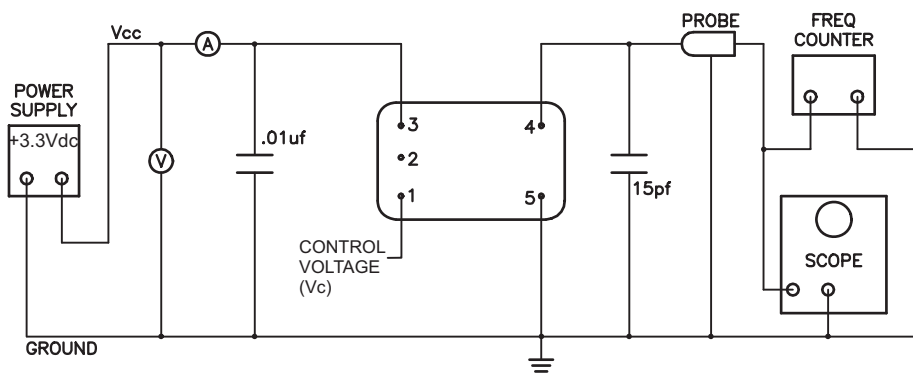 Vcc
A
PROBE
FREQ
COUNTER
POWER
SUPPLY
+3.3Vdc
V
.01uf
3
2
1
4
5
15pf
CONTROL
VOLTAGE
(Vc)
SCOPE
GROUND